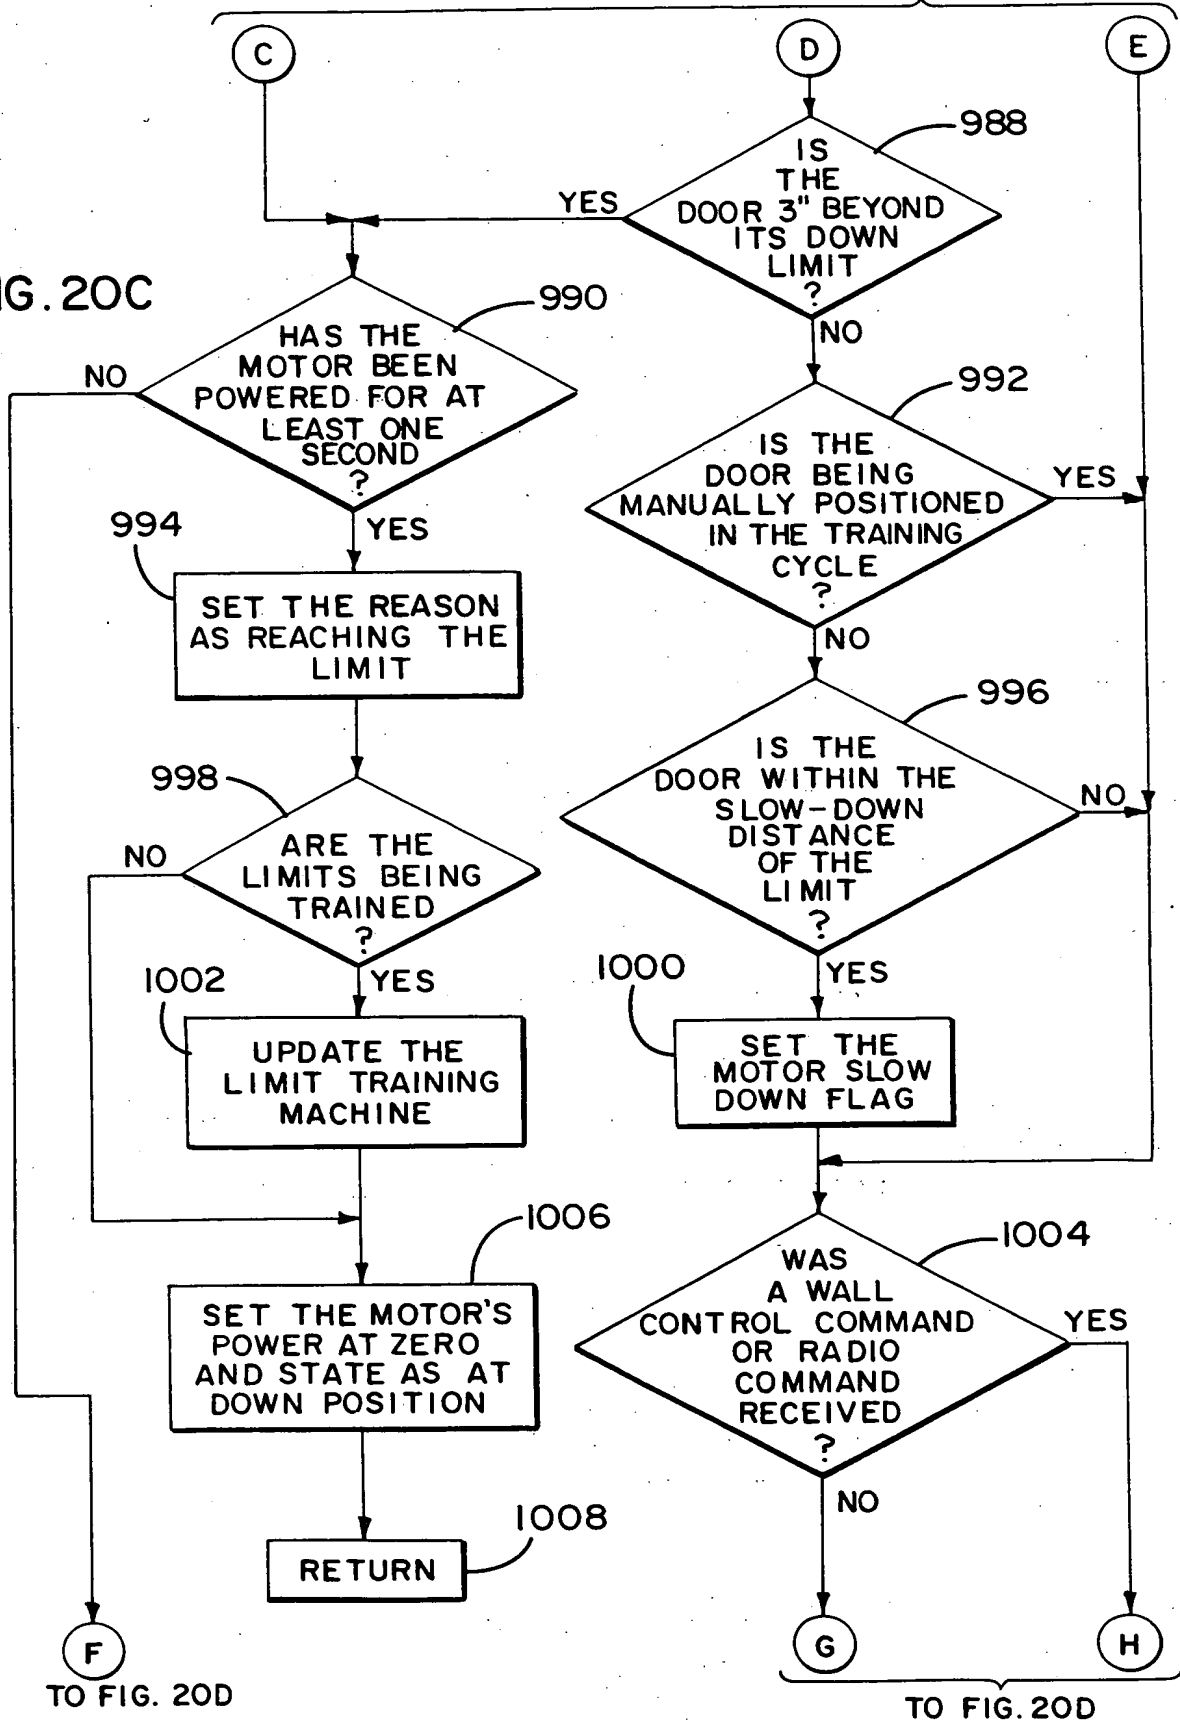 C
D
E
988
IS
THE
DOOR 3" BEYOND
ITS DOWN
LIMIT
?
YES
NO
IG. 20C
990
HAS THE
MOTOR BEEN
POWERED FOR AT
LEAST ONE
SECOND
?
NO
YES
992
IS THE
DOOR BEING
MANUALLY POSITIONED
IN THE TRAINING
CYCLE
?
YES
NO
994
SET THE REASON
AS REACHING THE
LIMIT
996
IS THE
DOOR WITHIN THE
SLOW-DOWN
DISTANCE
OF THE
LIMIT
?
NO
YES
998
ARE THE
LIMITS BEING
TRAINED
?
NO
YES
1000
SET THE
MOTOR SLOW
DOWN FLAG
1002
UPDATE THE
LIMIT TRAINING
MACHINE
1004
WAS
A WALL
CONTROL COMMAND
OR RADIO
COMMAND
RECEIVED
?
YES
NO
1006
SET THE MOTOR'S
POWER AT ZERO
AND STATE AS AT
DOWN POSITION
1008
RETURN
F
TO FIG. 20D
G
H
TO FIG. 20D